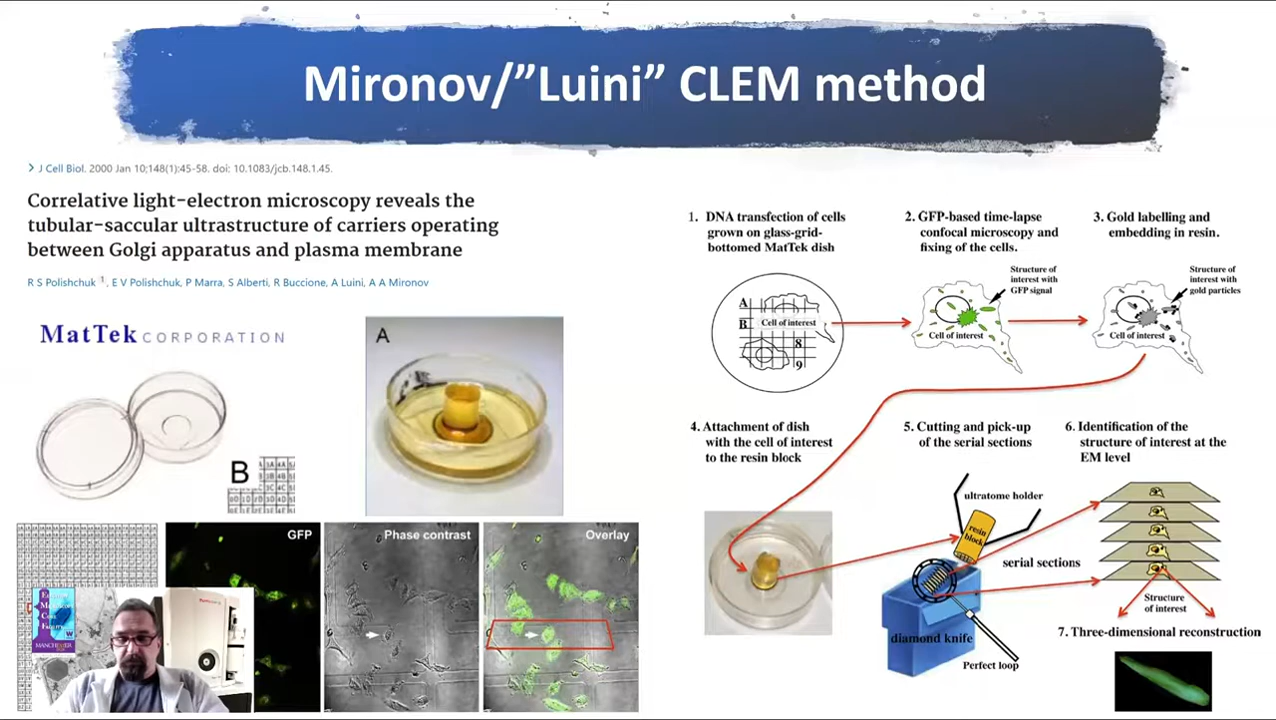 Mironov/”Luini” CLEM method
J Cell Biol. 2000 Jan 10;148(1):45-58. doi: 10.1083/jcb.148.1.45.
Correlative light-electron microscopy reveals the
tubular-saccular ultrastructure of carriers operating
between Golgi apparatus and plasma membrane
R S Polishchuk 1, E V Polishchuk, P Marra, S Alberti, R Buccione, A Luini, A A Mironov
MatTek CORPORATION
A
B
GFP
Phase contrast
Overlay
MANCHESTER
1. DNA transfection of cells
grown on glass-grid-
bottomed MatTek dish
A
B
Cell of interest
8
9
2. GFP-based time-lapse
confocal microscopy and
fixing of the cells.
Structure of
interest with
GFP signal
Cell of interest
3. Gold labelling and
embedding in resin.
Structure of
interest with
gold particles
Cell of interest
4. Attachment of dish
with the cell of interest
to the resin block
5. Cutting and pick-up
of the serial sections
ultratome holder
resin
block
serial sections
diamond knife
Perfect loop
6. Identification of the
structure of interest at the
EM level
Structure
of interest
7. Three-dimensional reconstruction